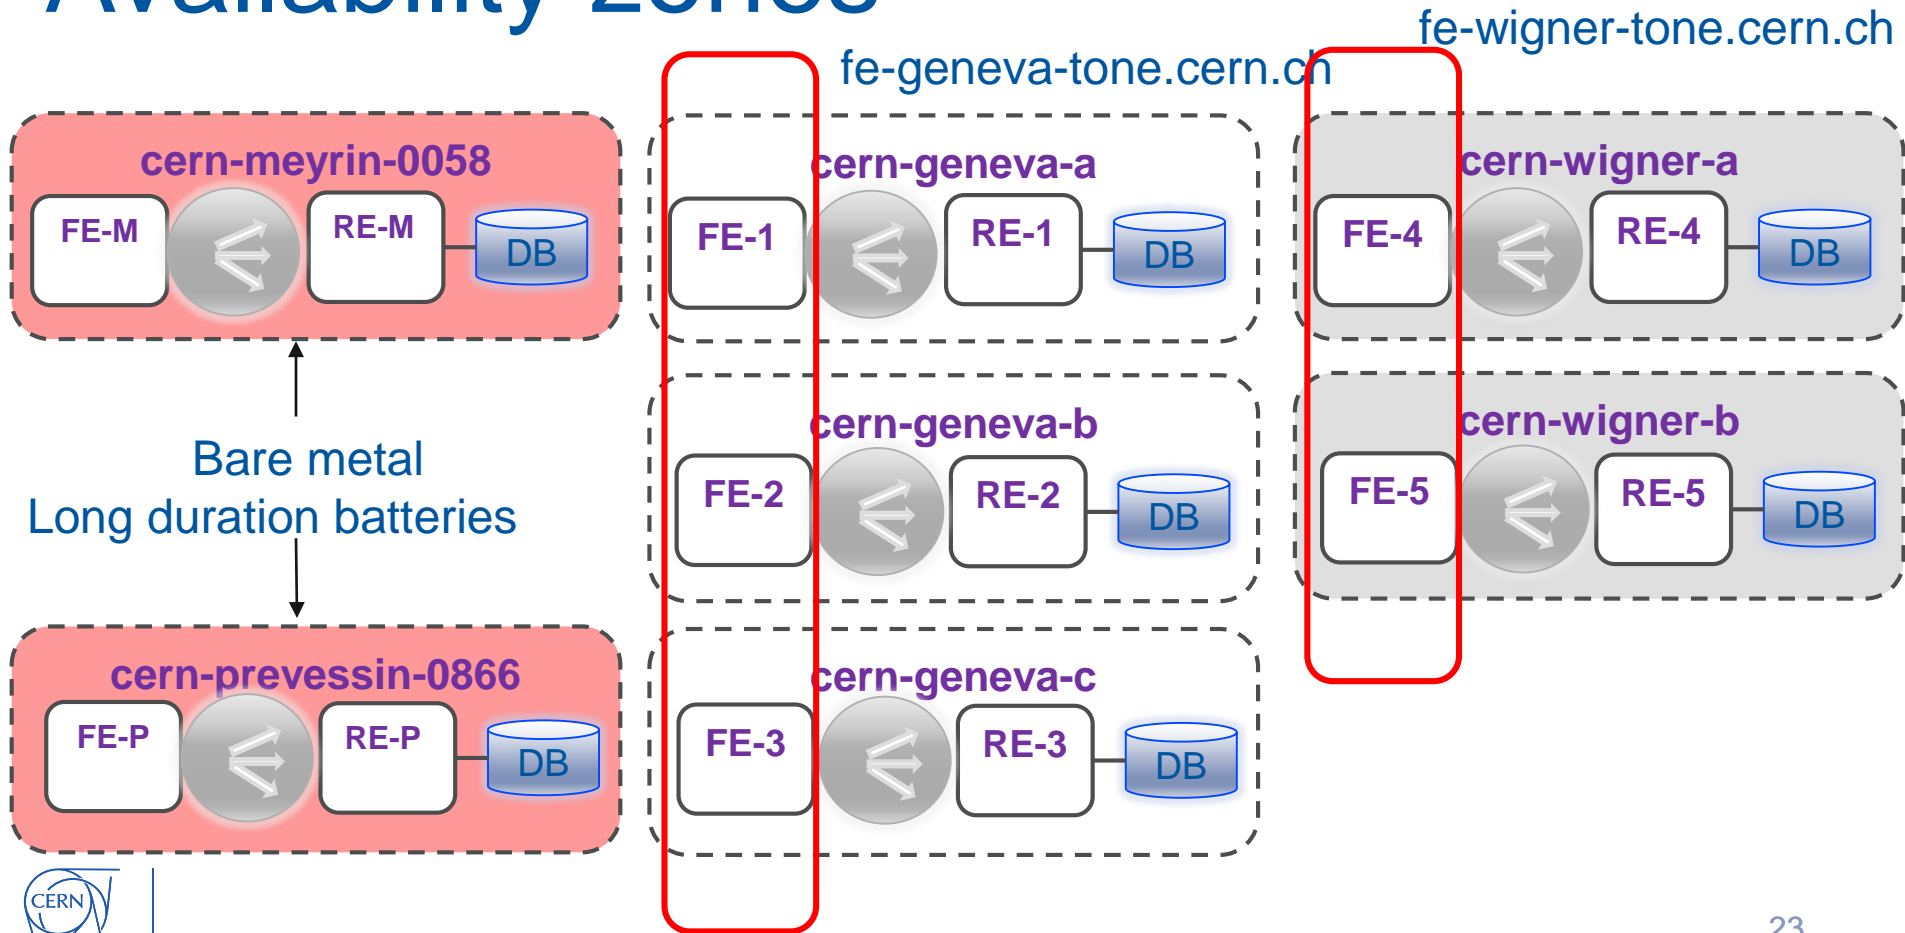 Availability zones
fe-wigner-tone.cern.ch
fe-geneva-tone.cern.ch
cern-meyrin-0058
FE-M
RE-M
DB
cern-geneva-a
FE-1
RE-1
DB
cern-wigner-a
FE-4
RE-4
DB
Bare metal
Long duration batteries
cern-geneva-b
FE-2
RE-2
DB
cern-wigner-b
FE-5
RE-5
DB
cern-prevessin-0866
FE-P
RE-P
DB
cern-geneva-c
FE-3
RE-3
DB
CERN
23